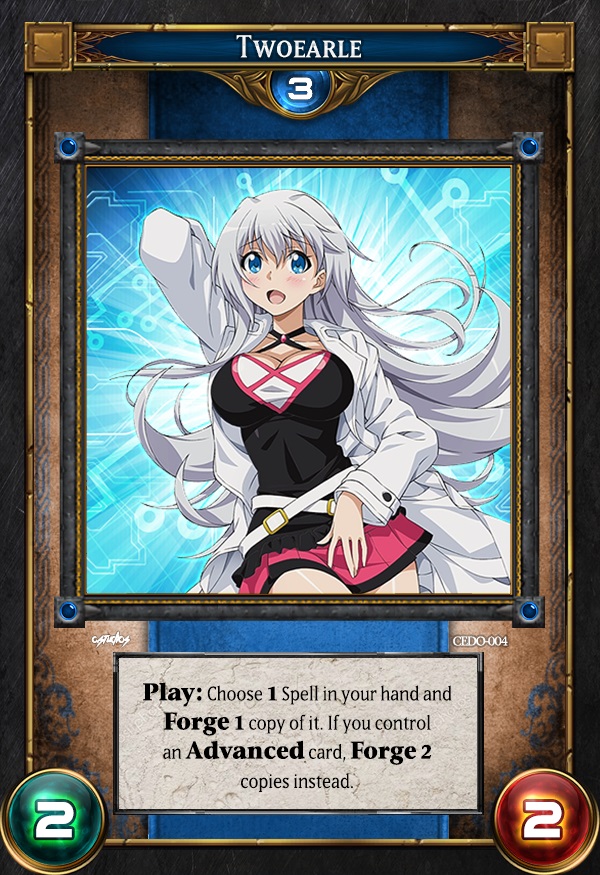 Twoearle
3
cstudios
CEDO-004
Play: Choose 1 Spell in your hand and
Forge 1 copy of it. If you control
an Advanced card, Forge 2
copies instead.
2
2